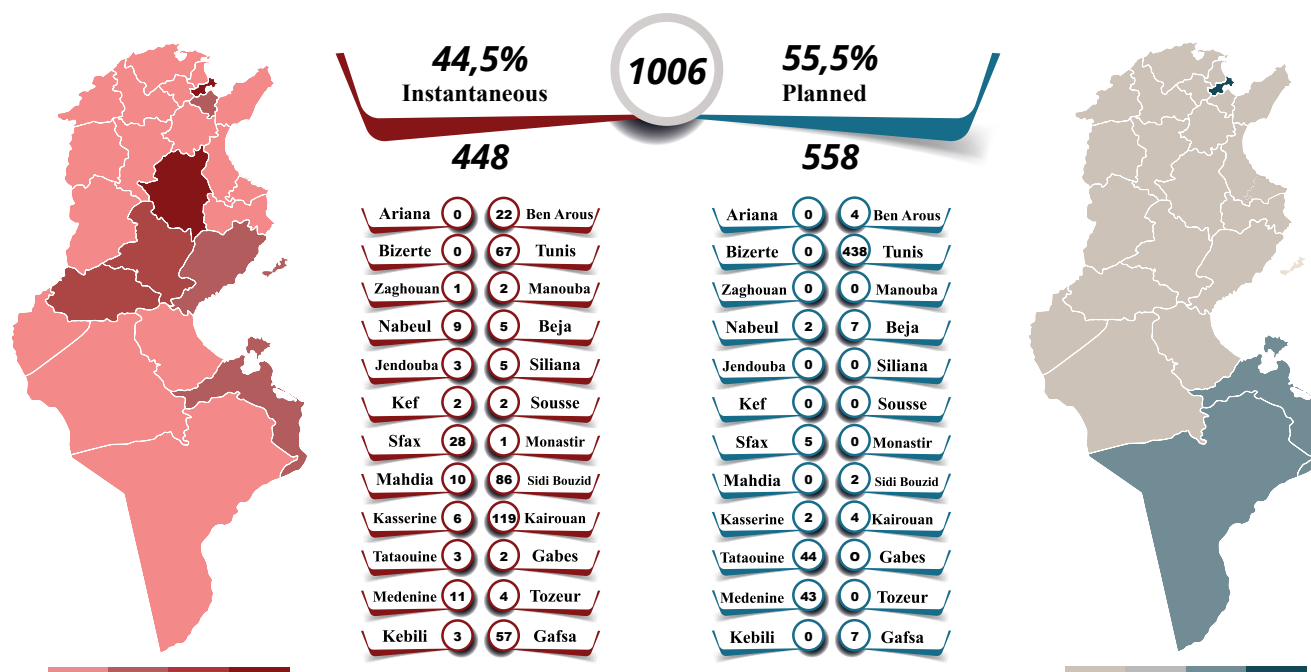 44,5%
Instantaneous
1006
55,5%
Planned
448
558
Ariana 0 22 Ben Arous
Bizerte 0 67 Tunis
Zaghouan 1 2 Manouba
Nabeul 9 5 Beja
Jendouba 3 5 Siliana
Kef 2 2 Sousse
Sfax 28 1 Monastir
Mahdia 10 86 Sidi Bouzid
Kasserine 6 119 Kairouan
Tataouine 3 2 Gabes
Medenine 11 4 Tozeur
Kebili 3 57 Gafsa
Ariana 0 4 Ben Arous
Bizerte 0 438 Tunis
Zaghouan 0 0 Manouba
Nabeul 2 7 Beja
Jendouba 0 0 Siliana
Kef 0 0 Sousse
Sfax 5 0 Monastir
Mahdia 0 2 Sidi Bouzid
Kasserine 2 4 Kairouan
Tataouine 44 O Gabes
Medenine 43 0 Tozeur
Kebili 0 7 Gafsa